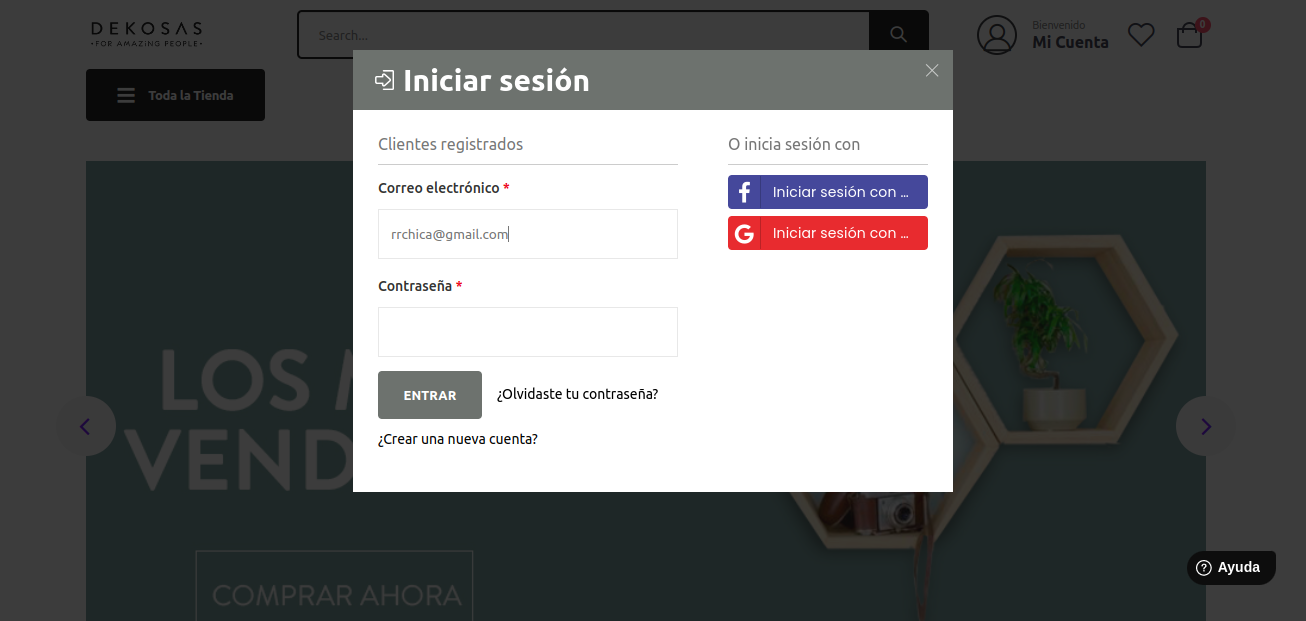 DEKOSAS
•FOR AMAZING PEOPLE•
Search...
Bienvenido
Mi Cuenta
0
Toda la Tienda
Iniciar sesión
Clientes registrados
Correo electrónico *
rrchica@gmail.com
Contraseña *
ENTRAR
¿Olvidaste tu contraseña?
¿Crear una nueva cuenta?
O inicia sesión con
Iniciar sesión con ...
Iniciar sesión con ...
LOS
VEND
COMPRAR AHORA
Ayuda